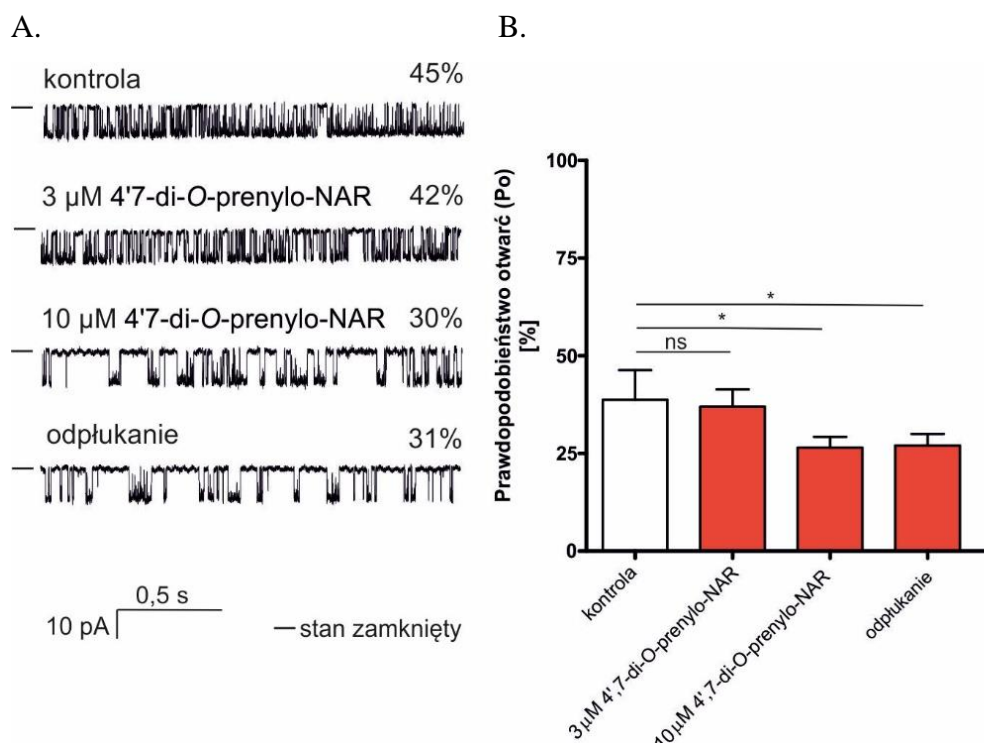 A.
B.
kontrola 45%
3 µM 4'7-di-O-prenylo-NAR 42%
10 µM 4'7-di-O-prenylo-NAR 30%
odpłukanie 31%
0,5 s
10 pA
stan zamknięty
Prawdopodobieństwo otwarć (Po)
[%]
100
75
50
25
0
*
*
ns
kontrola
3 µM 4',7-di-O-prenylo-NAR
10 µM 4',7-di-O-prenylo-NAR
odpłukanie